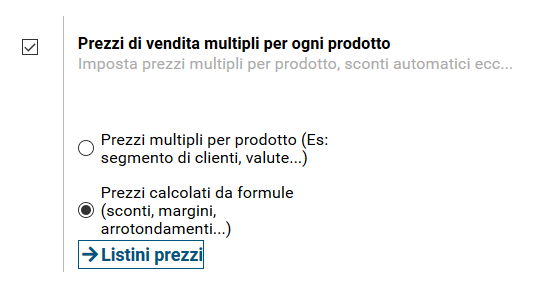 Prezzi di vendita multipli per ogni prodotto
Imposta prezzi multipli per prodotto, sconti automatici ecc...
Prezzi multipli per prodotto (Es:
segmento di clienti, valute...)
Prezzi calcolati da formule
(sconti, margini,
arrotondamenti...)
Listini prezzi